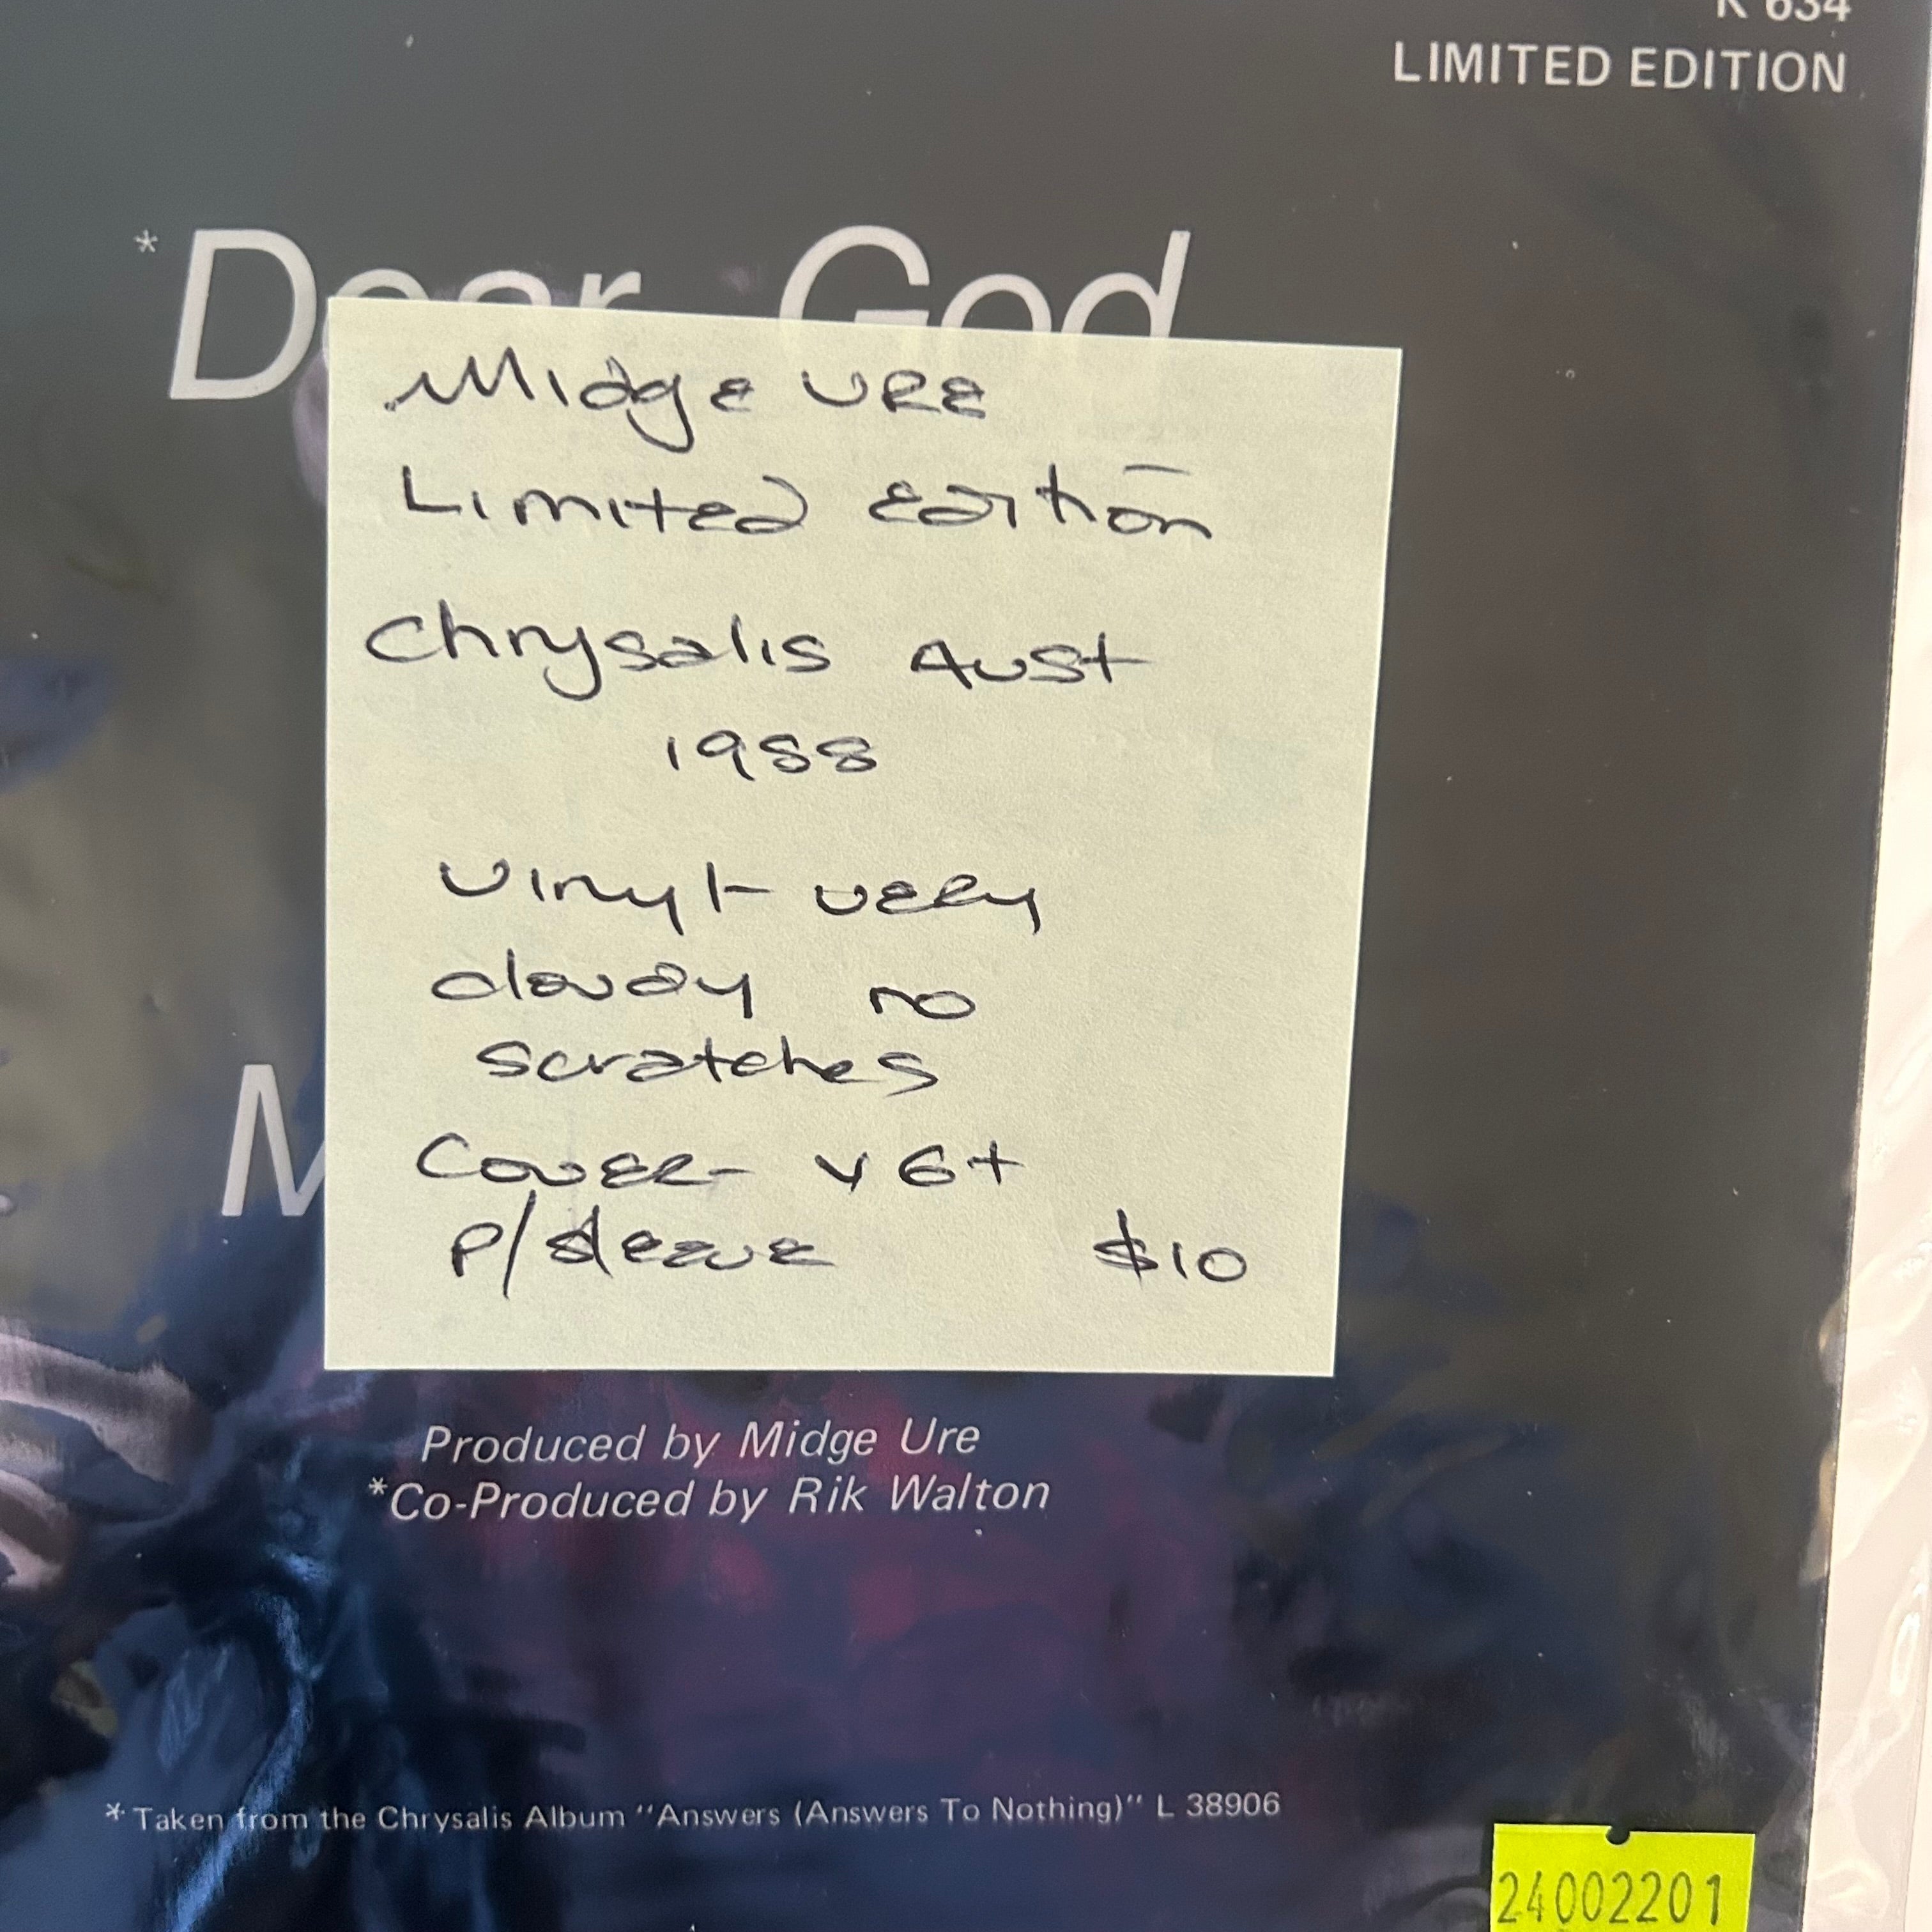 K 634
LIMITED EDITION
*Dear God
Midge URE
Limited Edition
Chrysalis Aust
1988
Vinyl - very
cloudy no
scratches
Cover - VG+
P/sleeve $10
M
Produced by Midge Ure
*Co-Produced by Rik Walton
* Taken from the Chrysalis Album "Answers (Answers To Nothing)" L 38906
24002201